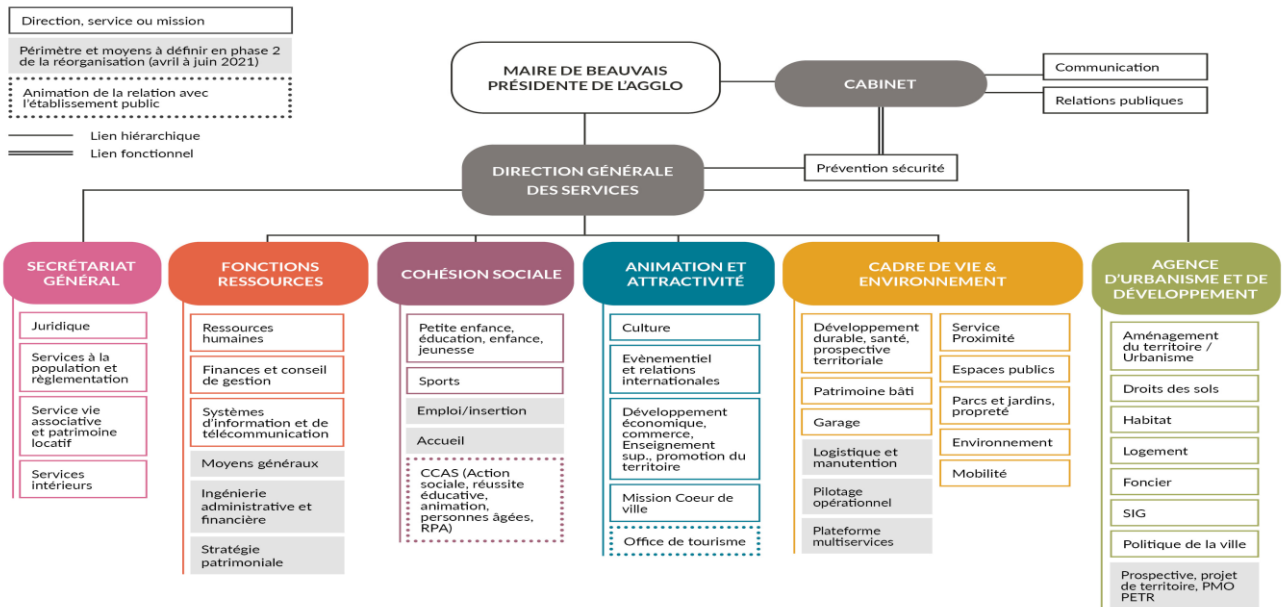 Direction, service ou mission
Périmètre et moyens à définir en phase 2
de la réorganisation (avril à juin 2021)
Animation de la relation avec
l'établissement public
Lien hiérarchique
Lien fonctionnel
MAIRE DE BEAUVAIS
PRÉSIDENTE DE L'AGGLO
CABINET
Communication
Relations publiques
Prévention sécurité
DIRECTION GÉNÉRALE
DES SERVICES
SECRÉTARIAT
GÉNÉRAL
Juridique
Services à la
population et
règlementation
Service vie
associative
et patrimoine
locatif
Services
intérieurs
FONCTIONS
RESSOURCES
Ressources
humaines
Finances et conseil
de gestion
Systèmes
d'information et de
télécommunication
Moyens généraux
Ingénierie
administrative et
financière
Stratégie
patrimoniale
COHÉSION SOCIALE
Petite enfance,
éducation, enfance,
jeunesse
Sports
Emploi/insertion
Accueil
CCAS (Action
sociale, réussite
éducative,
animation,
personnes âgées,
RPA)
ANIMATION ET
ATTRACTIVITÉ
Culture
Evènementiel
et relations
internationales
Développement
économique,
commerce,
Enseignement
sup., promotion du
territoire
Mission Coeur de
ville
Office de tourisme
CADRE DE VIE &
ENVIRONNEMENT
Développement
durable, santé,
prospective
territoriale
Patrimoine bâti
Garage
Logistique et
manutention
Pilotage
opérationnel
Plateforme
multiservices
Service
Proximité
Espaces publics
Parcs et jardins,
propreté
Environnement
Mobilité
AGENCE
D'URBANISME ET DE
DÉVELOPPEMENT
Aménagement
du territoire /
Urbanisme
Droits des sols
Habitat
Logement
Foncier
SIG
Politique de la ville
Prospective, projet
de territoire, PMO
PETR